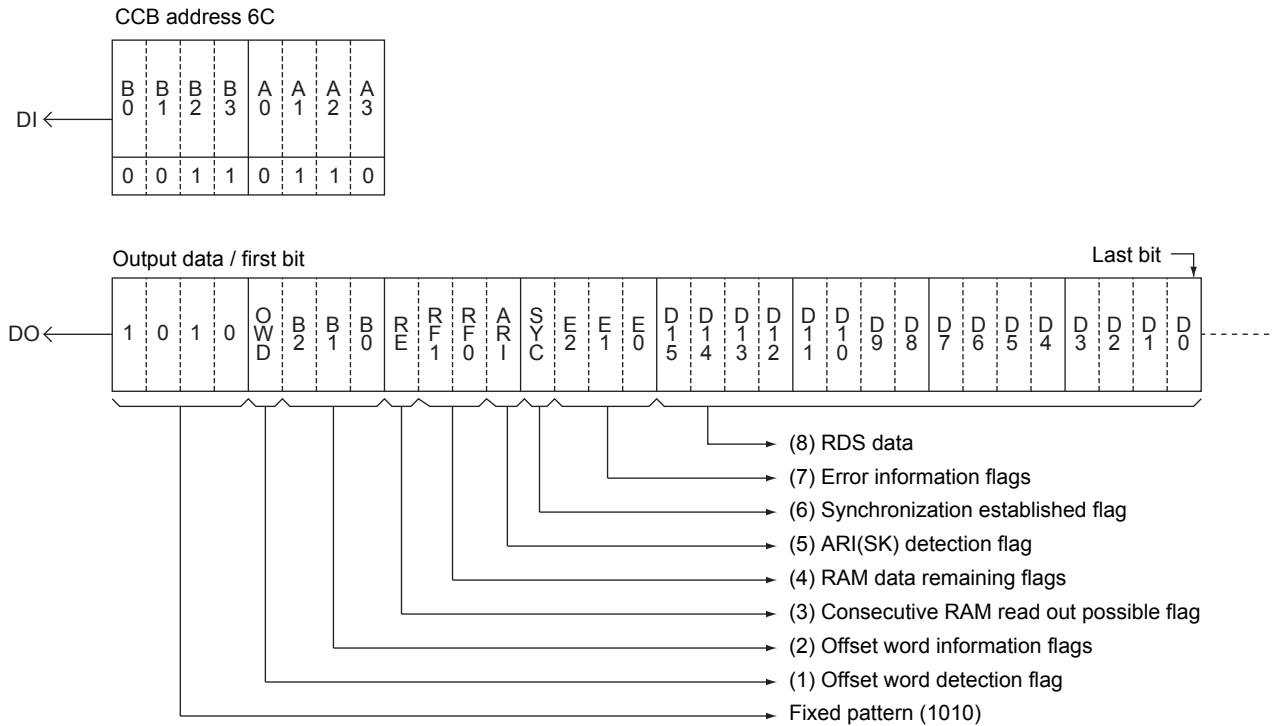 CCB address 6C
DI
B0 B1 B2 B3 A0 A1 A2 A3
0 0 1 1 0 1 1 0
Output data / first bit
Last bit
DO
1 0 1 0 OWD B2 B1 B0 RE RF1 RF0 ARI SYC E2 E1 E0 D15 D14 D13 D12 D11 D10 D9 D8 D7 D6 D5 D4 D3 D2 D1 D0
(8) RDS data
(7) Error information flags
(6) Synchronization established flag
(5) ARI(SK) detection flag
(4) RAM data remaining flags
(3) Consecutive RAM read out possible flag
(2) Offset word information flags
(1) Offset word detection flag
Fixed pattern (1010)